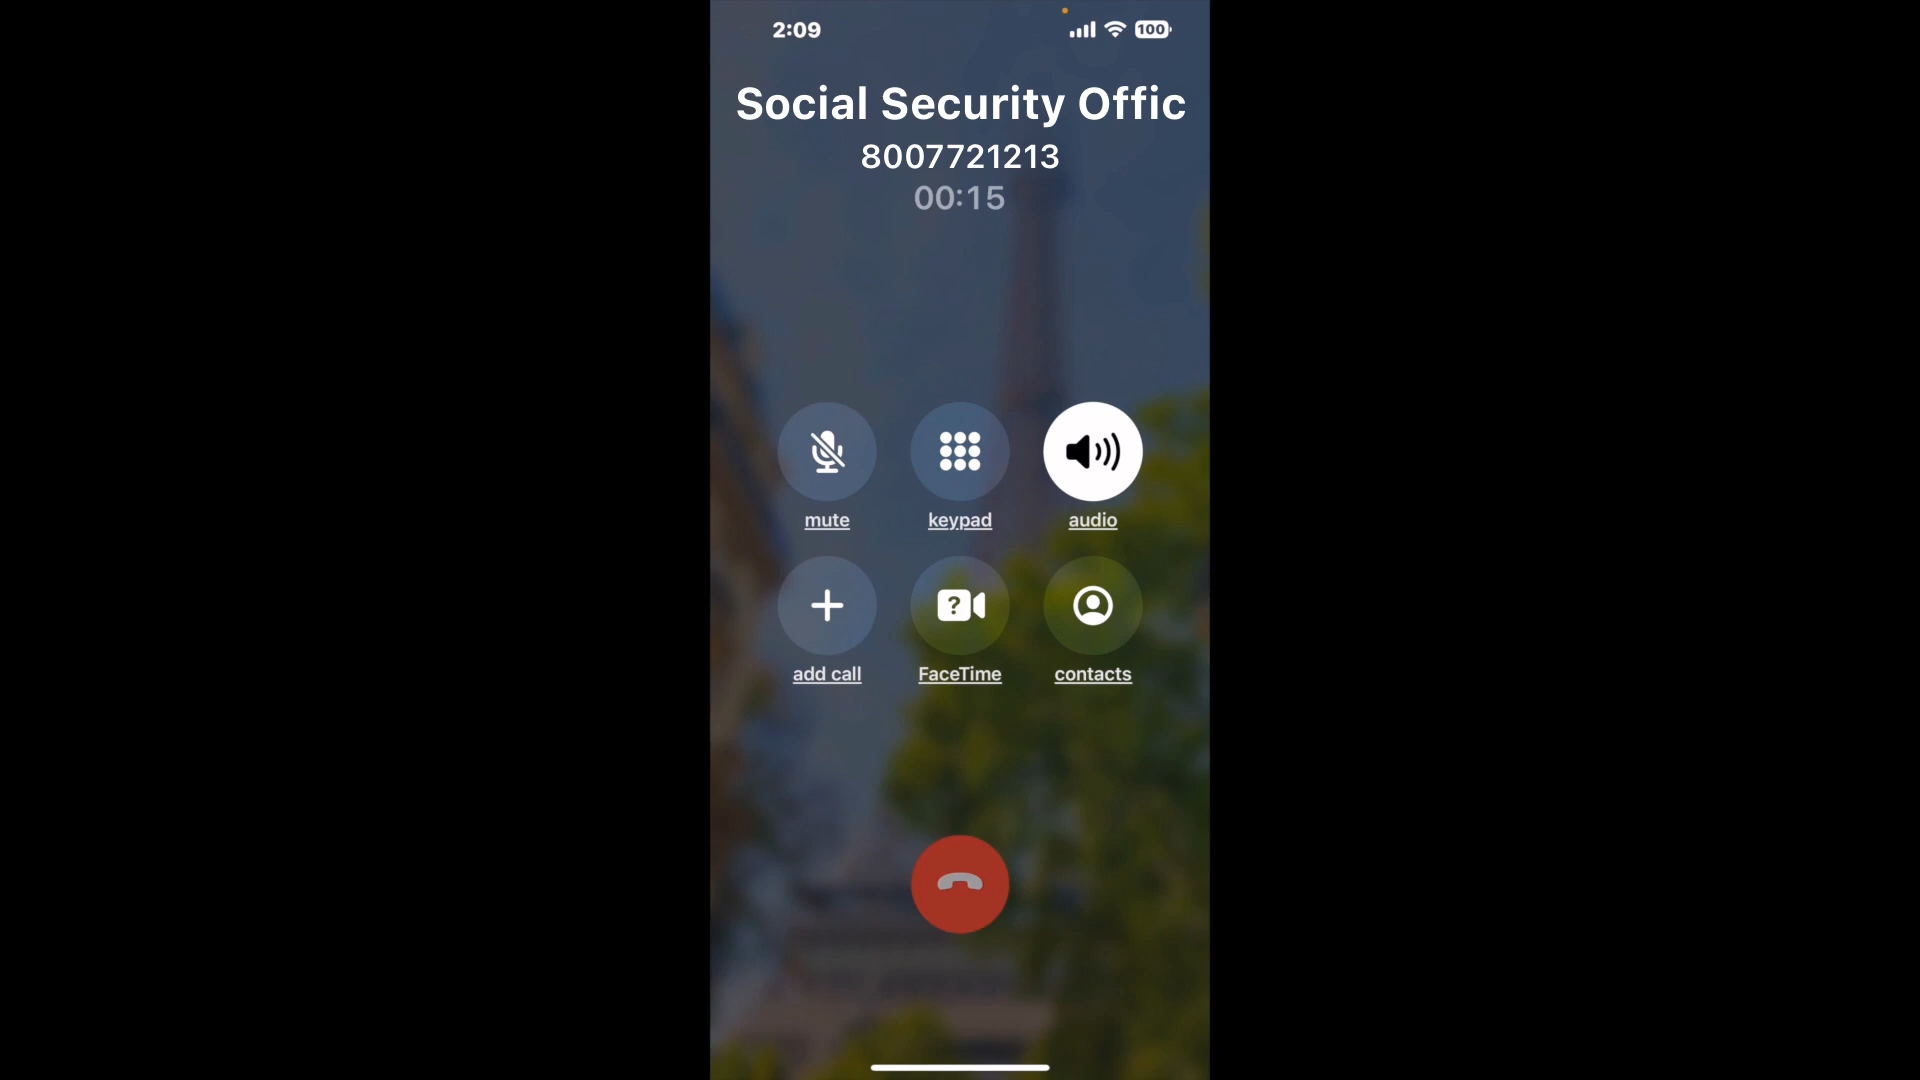 2:09
100
Social Security Offic
8007721213
00:15
mute
keypad
audio
?
add call
FaceTime
contacts